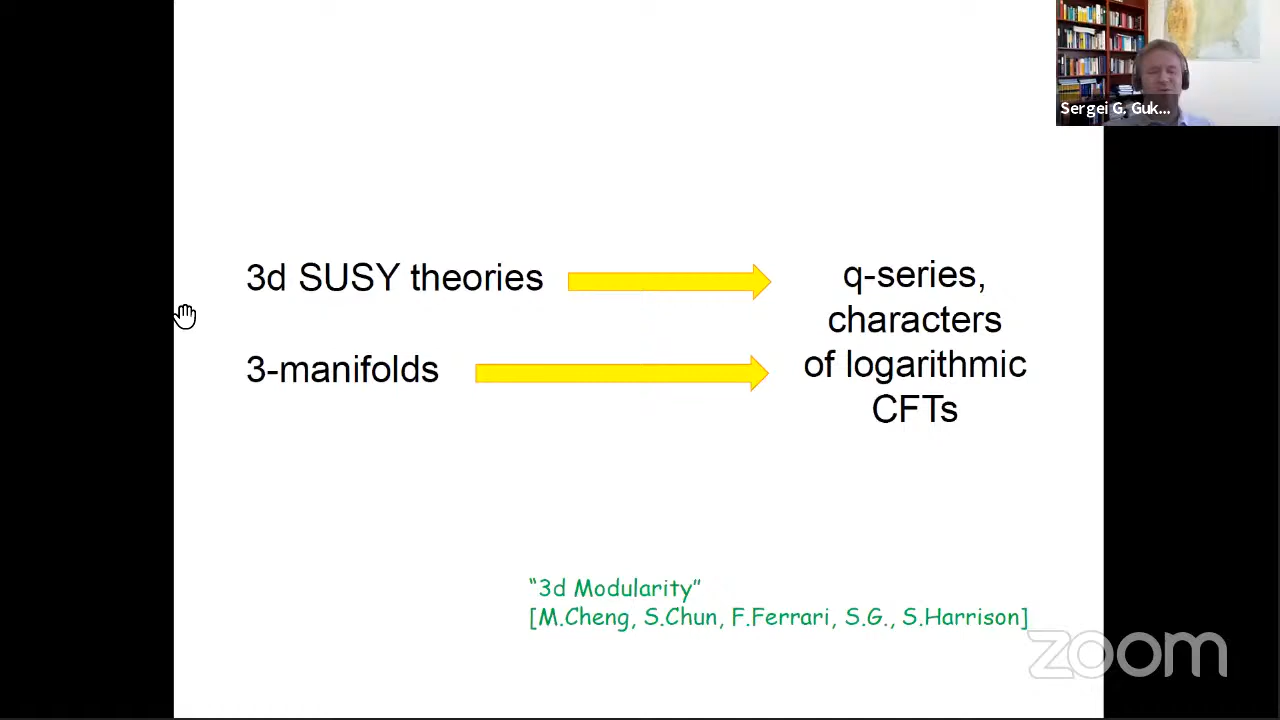 Sergei G. Guk...
3d SUSY theories
3-manifolds
q-series,
characters
of logarithmic
CFTs
“3d Modularity”
[M.Cheng, S.Chun, F.Ferrari, S.G., S.Harrison]
zoom